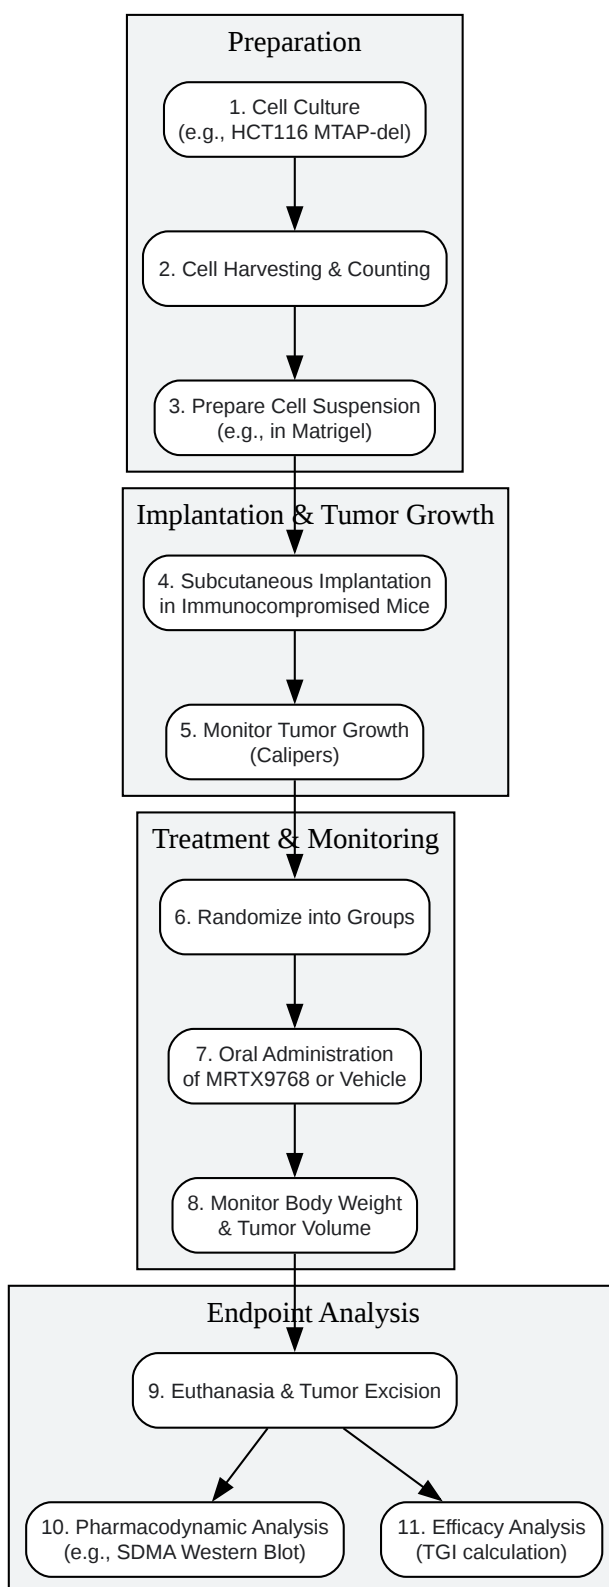 Preparation
1. Cell Culture
(e.g., HCT116 MTAP-del)
2. Cell Harvesting & Counting
3. Prepare Cell Suspension
(e.g., in Matrigel)
Implantation & Tumor Growth
4. Subcutaneous Implantation
in Immunocompromised Mice
5. Monitor Tumor Growth
(Calipers)
Treatment & Monitoring
6. Randomize into Groups
7. Oral Administration
of MRTX9768 or Vehicle
8. Monitor Body Weight
& Tumor Volume
Endpoint Analysis
9. Euthanasia & Tumor Excision
10. Pharmacodynamic Analysis
(e.g., SDMA Western Blot)
11. Efficacy Analysis
(TGI calculation)